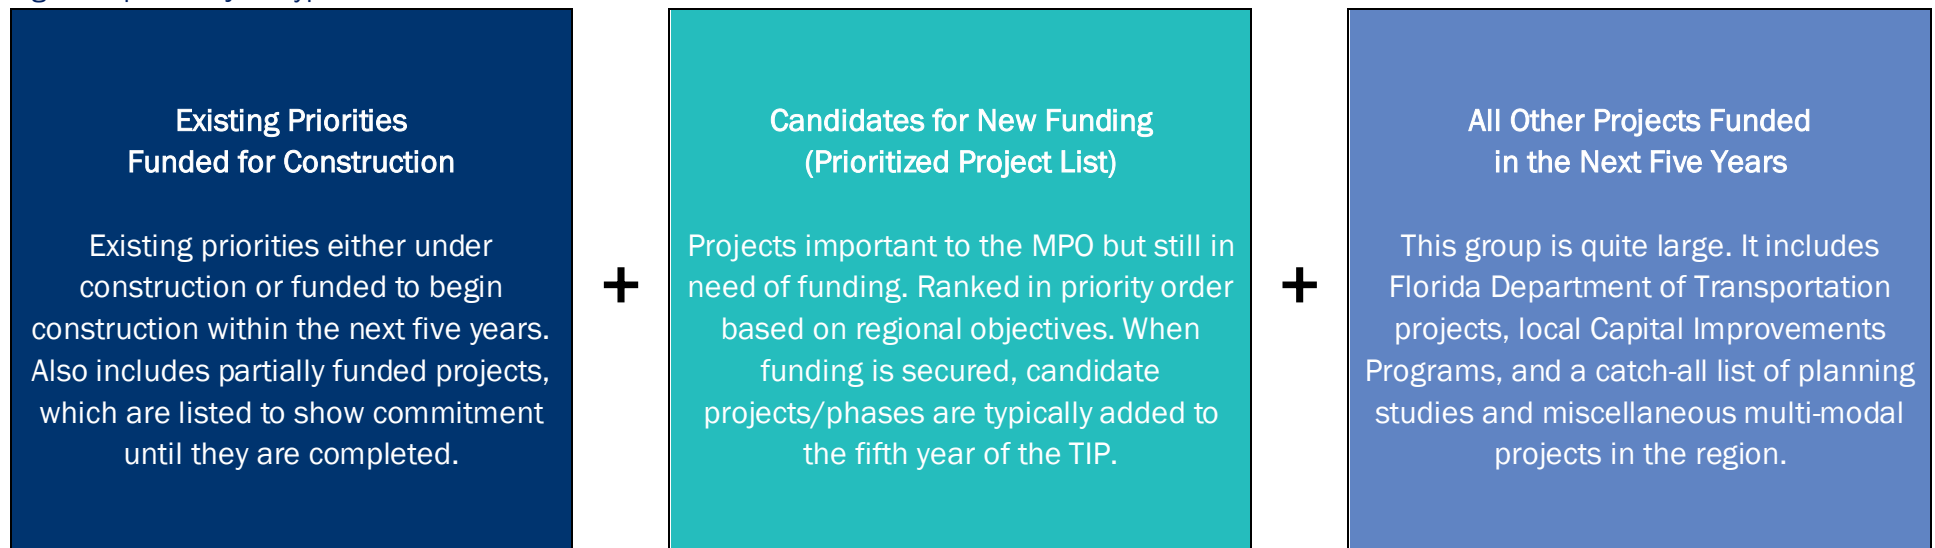 Existing Priorities
Funded for Construction
Existing priorities either under
construction or funded to begin
construction within the next five years.
Also includes partially funded projects,
which are listed to show commitment
until they are completed.
+
Candidates for New Funding
(Prioritized Project List)
Projects important to the MPO but still in
need of funding. Ranked in priority order
based on regional objectives. When
funding is secured, candidate
projects/phases are typically added to
the fifth year of the TIP.
+
All Other Projects Funded
in the Next Five Years
This group is quite large. It includes
Florida Department of Transportation
projects, local Capital Improvements
Programs, and a catch-all list of planning
studies and miscellaneous multi-modal
projects in the region.